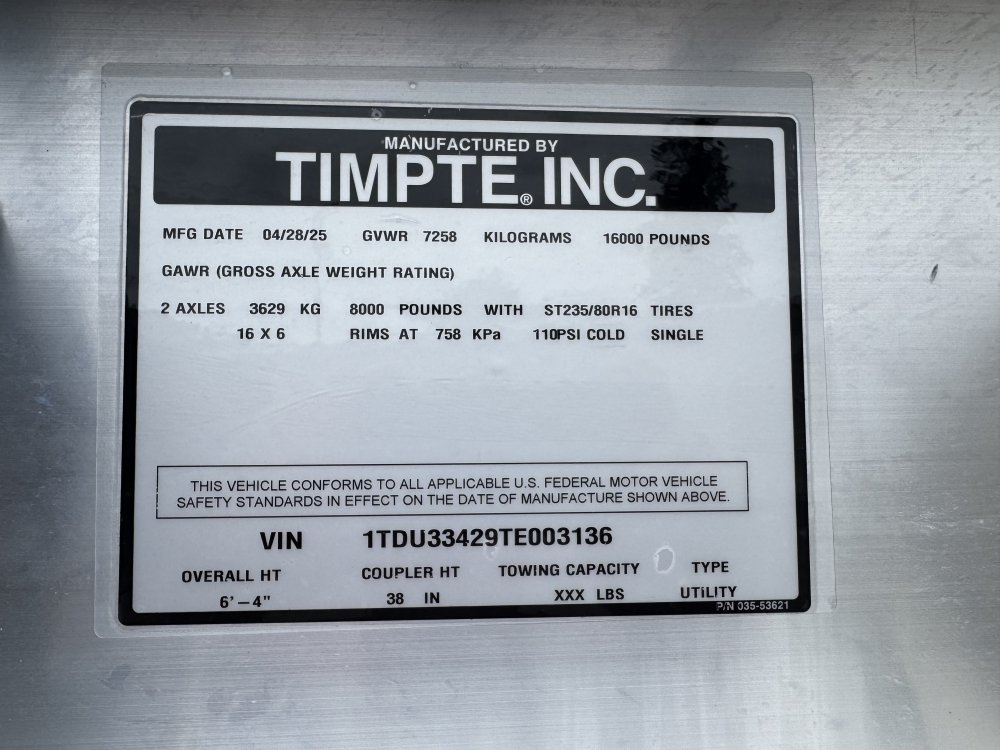 MANUFACTURED BY
TIMPTE® INC.
MFG DATE 04/28/25 GVWR 7258 KILOGRAMS 16000 POUNDS
GAWR (GROSS AXLE WEIGHT RATING)
2 AXLES 3629 KG 8000 POUNDS WITH ST235/80R16 TIRES
16 X 6 RIMS AT 758 KPa 110PSI COLD SINGLE
THIS VEHICLE CONFORMS TO ALL APPLICABLE U.S. FEDERAL MOTOR VEHICLE
SAFETY STANDARDS IN EFFECT ON THE DATE OF MANUFACTURE SHOWN ABOVE.
VIN 1TDU33429TE003136
OVERALL HT COUPLER HT TOWING CAPACITY TYPE
6'–4" 38 IN XXX LBS UTILITY
P/N 035-53621